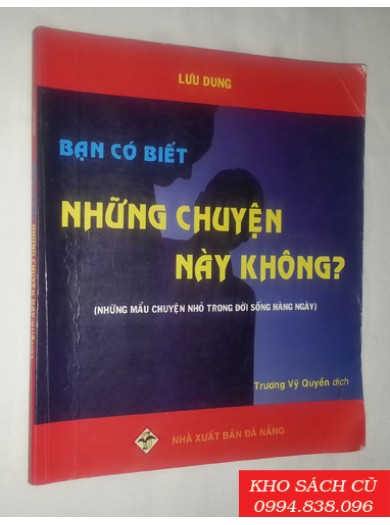 LƯU DUNG
BẠN CÓ BIẾT
NHỮNG CHUYỆN
NÀY KHÔNG?
(NHỮNG MẨU CHUYỆN NHỎ TRONG ĐỜI SỐNG HÀNG NGÀY)
Trương Vỹ Quyền dịch
NHÀ XUẤT BẢN ĐÀ NẴNG
KHO SÁCH CŨ
0994.838.096